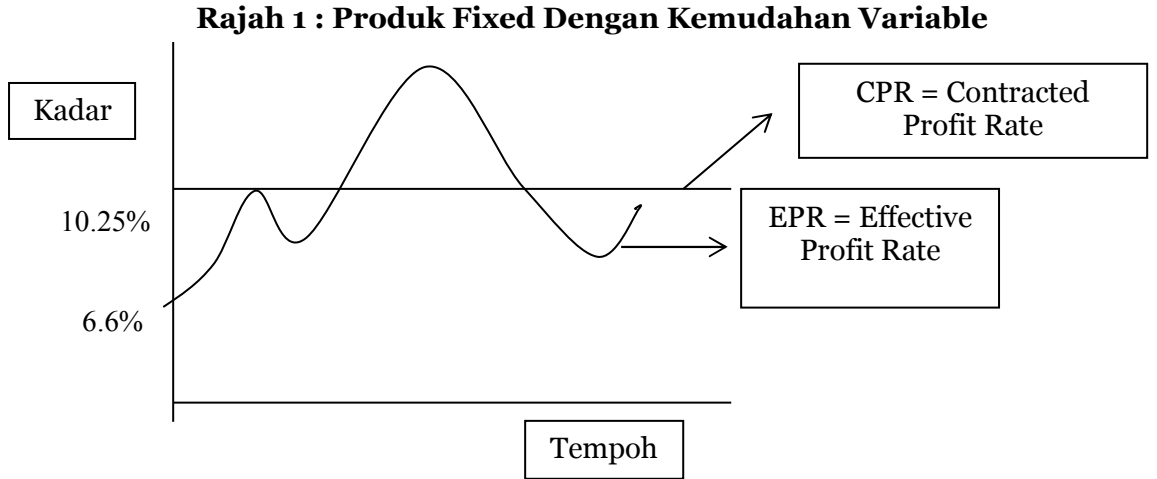 Rajah 1 : Produk Fixed Dengan Kemudahan Variable
Kadar
CPR = Contracted
Profit Rate
10.25%
EPR = Effective
Profit Rate
6.6%
Tempoh